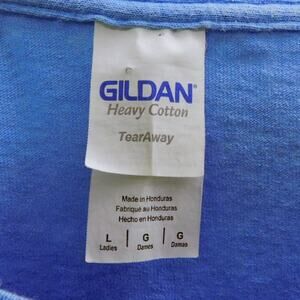 GILDAN®
Heavy Cotton
TearAway
Made in Honduras
Fabriqué au Honduras
Hecho en Honduras
L | G | G
Ladies | Dames | Damas